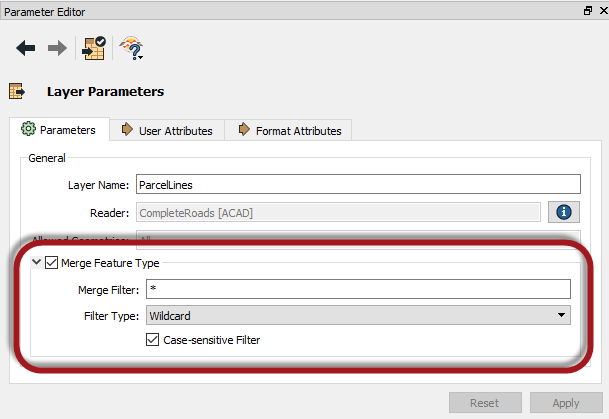 Parameter Editor
Layer Parameters
Parameters User Attributes Format Attributes
General
Layer Name: ParcelLines
Reader: CompleteRoads [ACAD]
Allowed Geometries: All
Merge Feature Type
Merge Filter: *
Filter Type: Wildcard
Case-sensitive Filter
Reset Apply